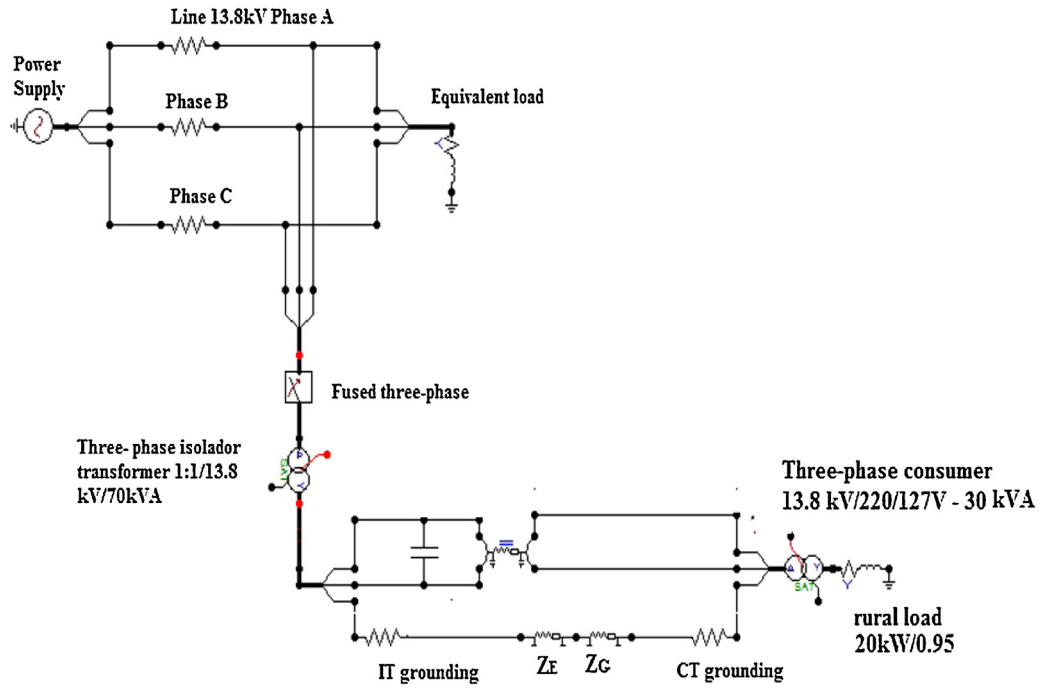 Line 13.8kV Phase A
Power
Supply
Phase B
Equivalent load
Y
Phase C
Fused three-phase
Three- phase isolador
transformer 1:1/13.8
kV/70kVA
P
SAT
Y
Three-phase consumer
13.8 kV/220/127V - 30 kVA
Δ Y
SAT
Y
rural load
20kW/0.95
IT grounding
ZE
ZG
CT grounding